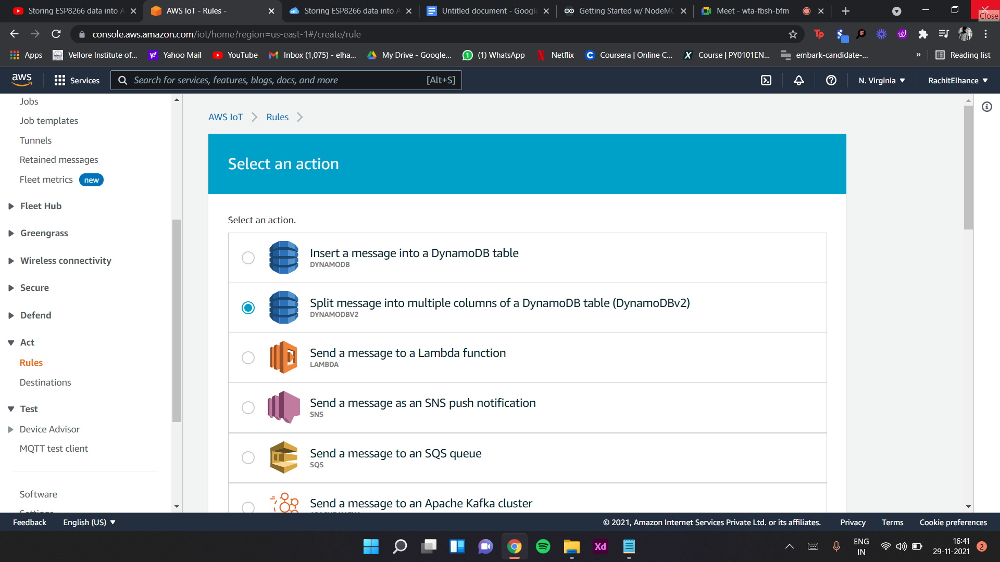 Storing ESP8266 data into A
AWS IoT - Rules -
Storing ESP8266 data into A
Untitled document - Google
Getting Started w/ NodeMC
Meet - wta-fbsh-bfm
Close
console.aws.amazon.com/iot/home?region=us-east-1#/create/rule
Apps
Vellore Institute of...
Yahoo Mail
YouTube
Inbox (1,075) - elha...
My Drive - Google...
(1) WhatsApp
Netflix
Coursera | Online C...
Course | PY0101EN...
embark-candidate-...
»
Reading list
aws
Services
Search for services, features, blogs, docs, and more
[Alt+S]
N. Virginia
RachitElhance
Jobs
Job templates
Tunnels
Retained messages
Fleet metrics new
Fleet Hub
Greengrass
Wireless connectivity
Secure
Defend
Act
Rules
Destinations
Test
Device Advisor
MQTT test client
Software
AWS IoT
Rules
Select an action
Select an action.
Insert a message into a DynamoDB table
DYNAMODB
Split message into multiple columns of a DynamoDB table (DynamoDBv2)
DYNAMODBV2
Send a message to a Lambda function
LAMBDA
Send a message as an SNS push notification
SNS
Send a message to an SQS queue
SQS
Send a message to an Apache Kafka cluster
Feedback
English (US)
© 2021, Amazon Internet Services Private Ltd. or its affiliates.
Privacy
Terms
Cookie preferences
Xd
ENG
IN
16:41
29-11-2021
2